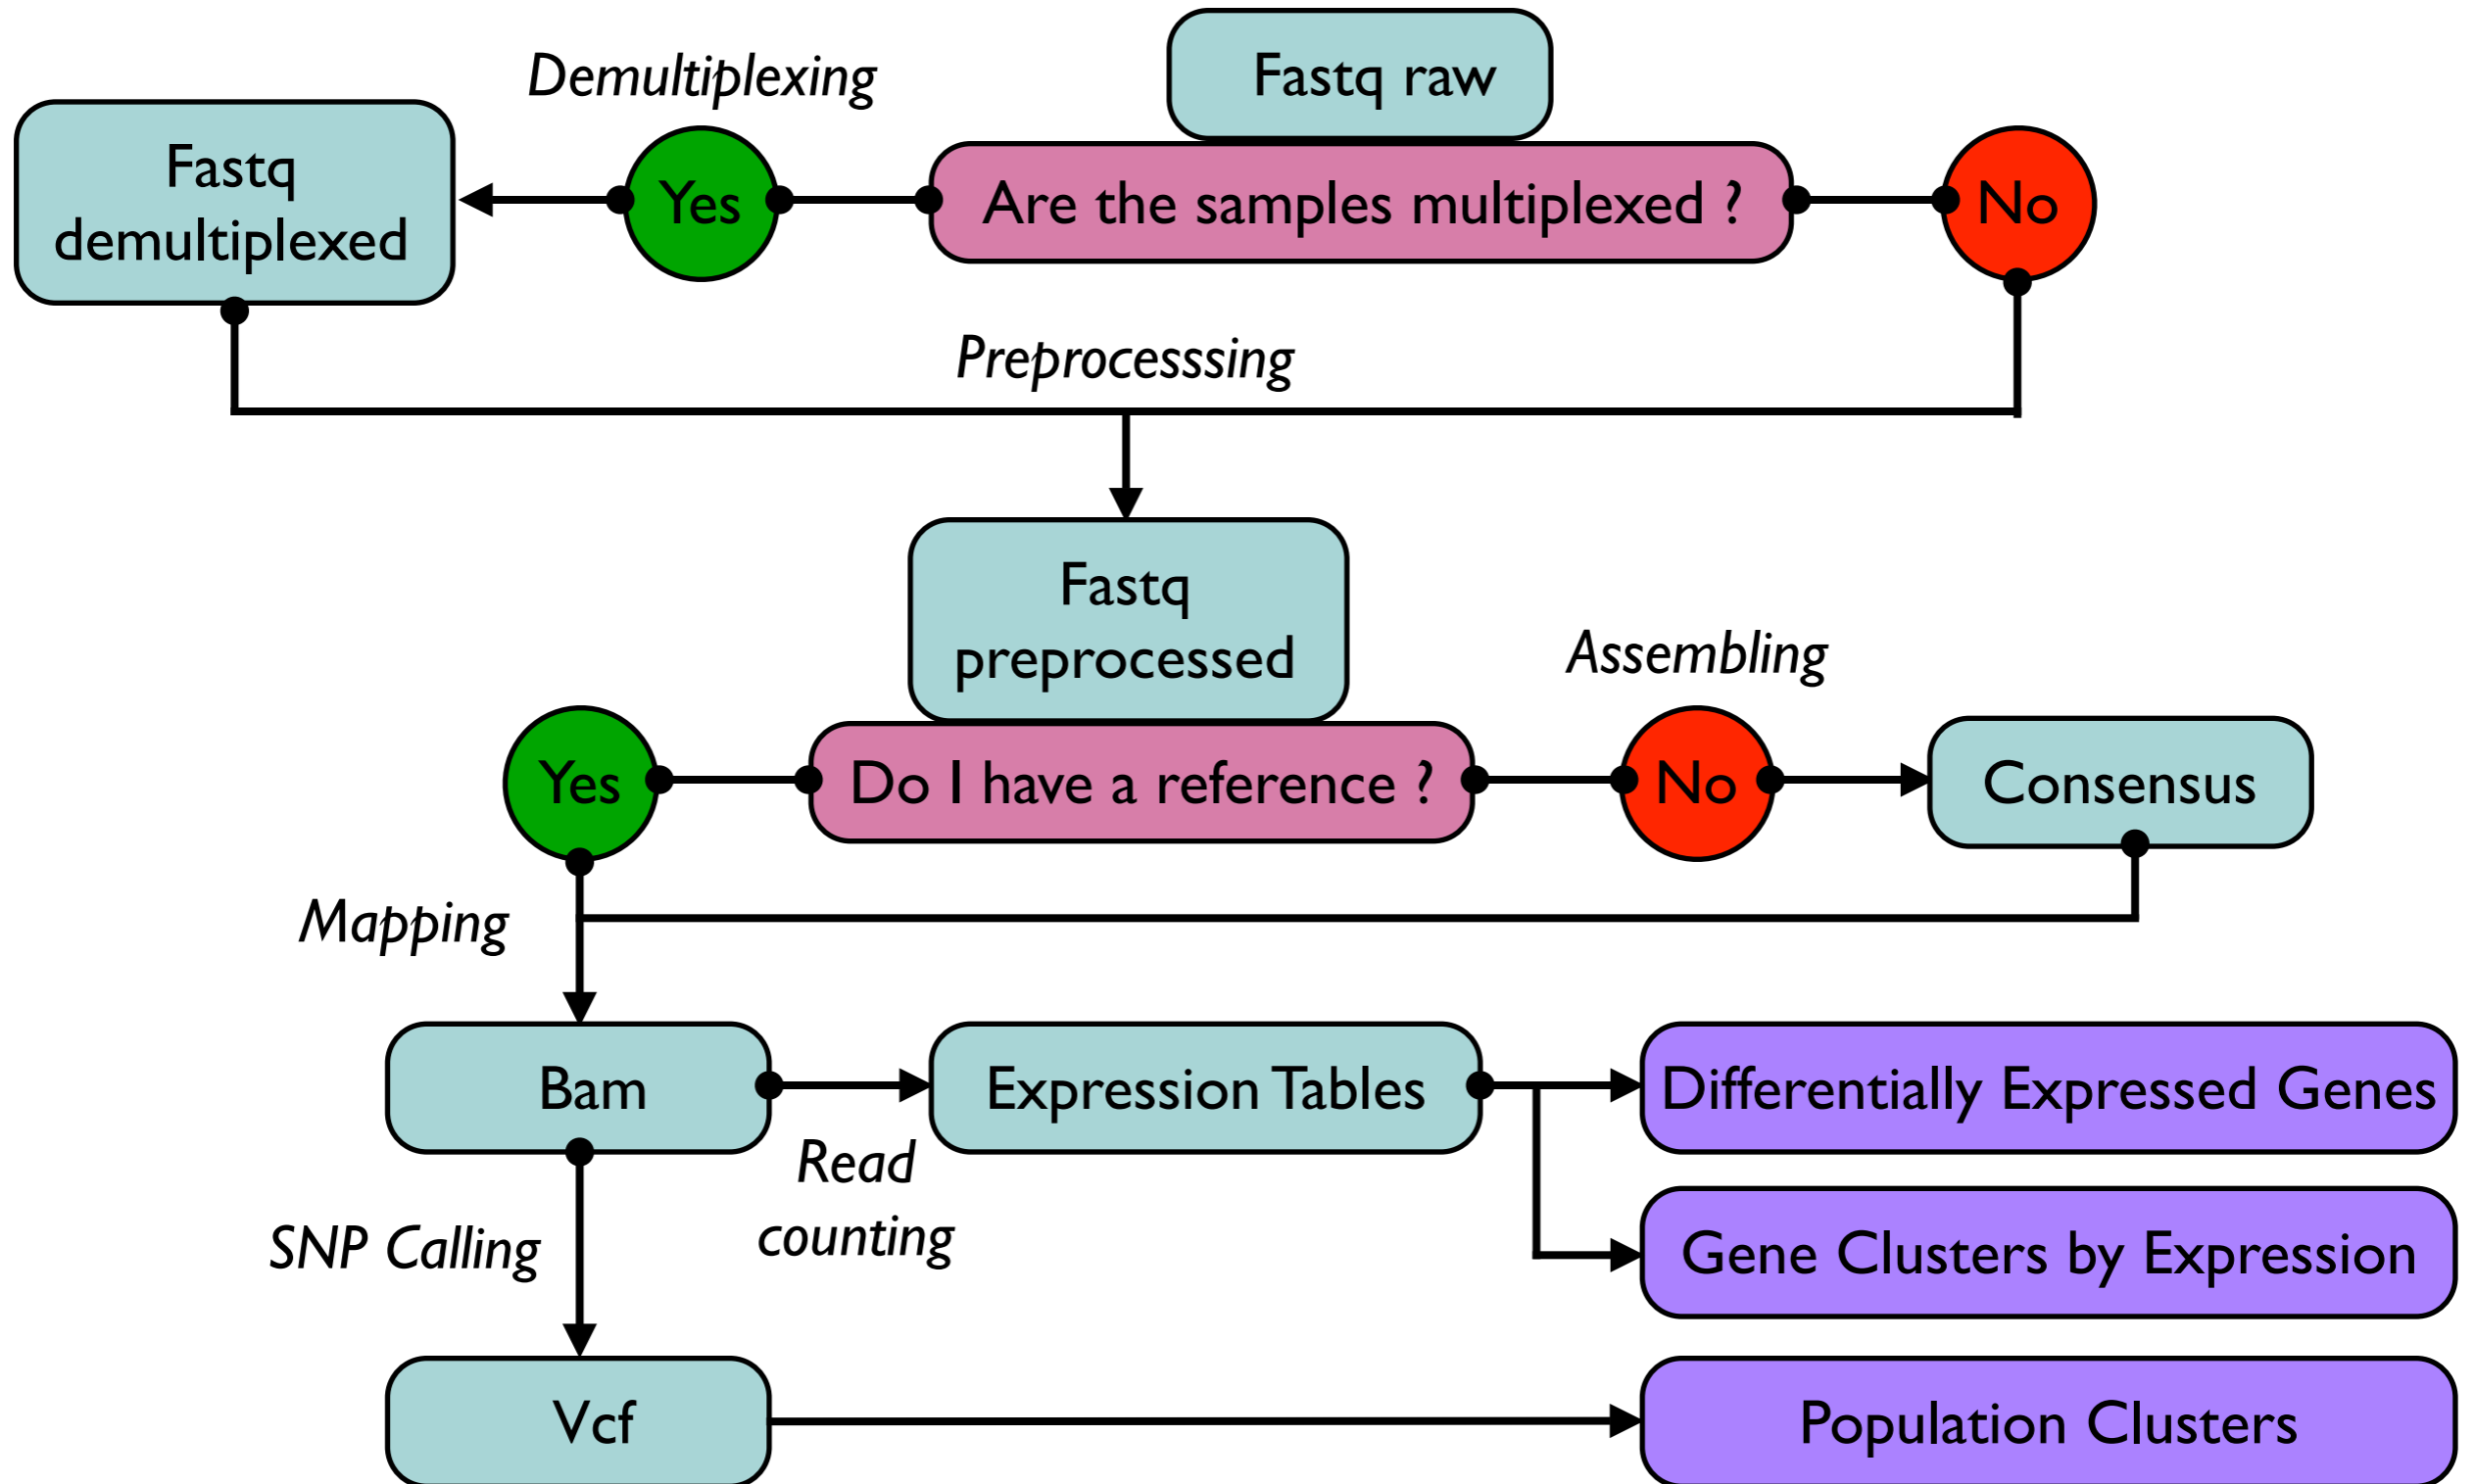 Demultiplexing
Fastq raw
Fastq
demultiplexed
Yes
Are the samples multiplexed ?
No
Preprocesssing
Fastq
preprocessed
Assembling
Yes
Do I have a reference ?
No
Consensus
Mapping
Bam
Expression Tables
Differentially Expressed Genes
Read
counting
SNP Calling
Gene Clusters by Expression
Vcf
Population Clusters